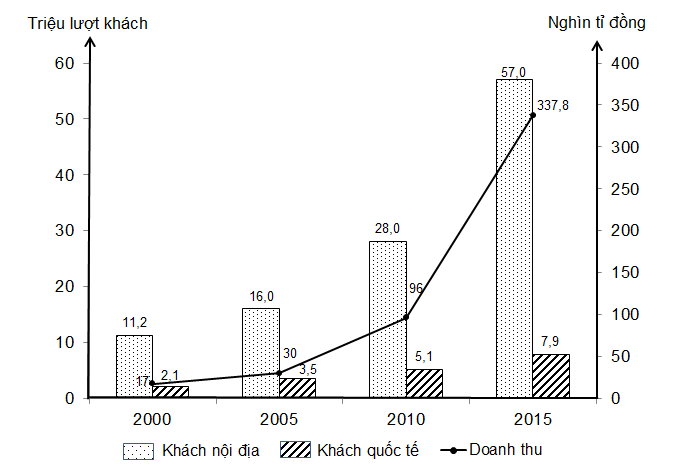 Triệu lượt khách Nghìn tỉ đồng
60 57,0 400
337,8 350
50 300
40 250
30 28,0 200
20 16,0 96 150
11,2 100
10 30 5,1 7,9 50
17 2,1 3,5
0 0
2000 2005 2010 2015
Khách nội địa Khách quốc tế Doanh thu